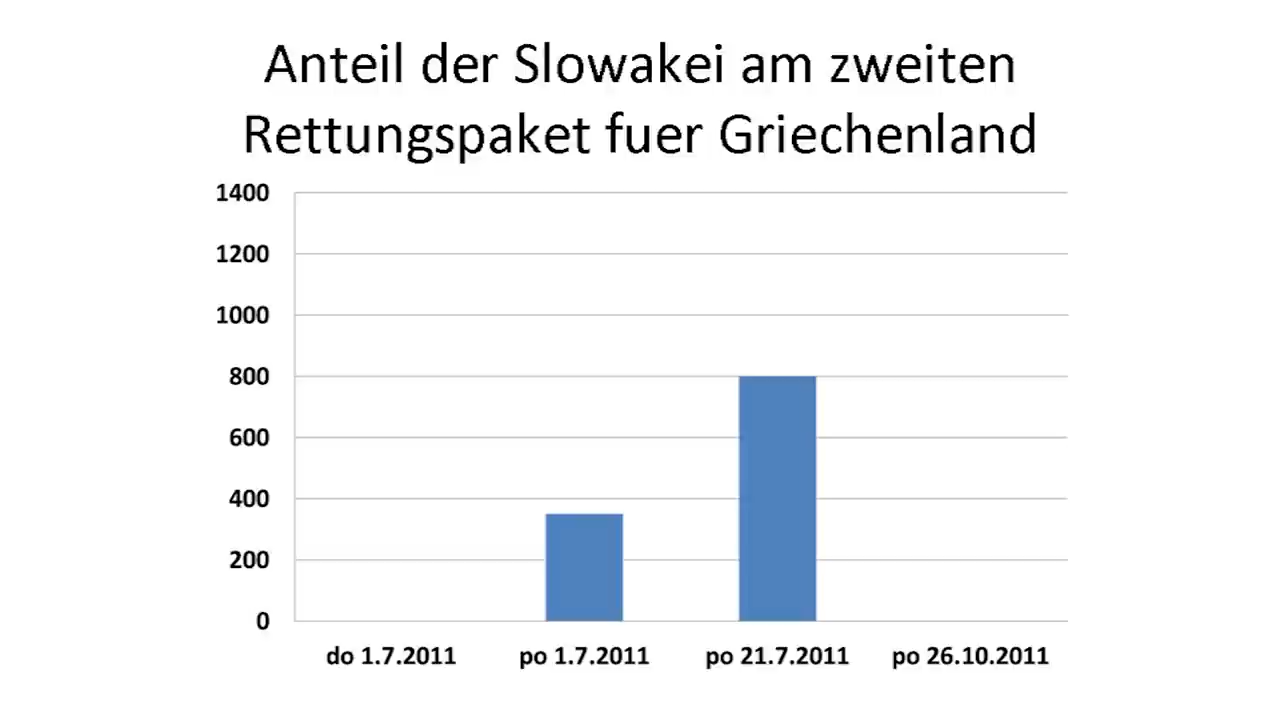 Anteil der Slowakei am zweiten
Rettungspaket fuer Griechenland
1400
1200
1000
800
600
400
200
0
do 1.7.2011 po 1.7.2011 po 21.7.2011 po 26.10.2011